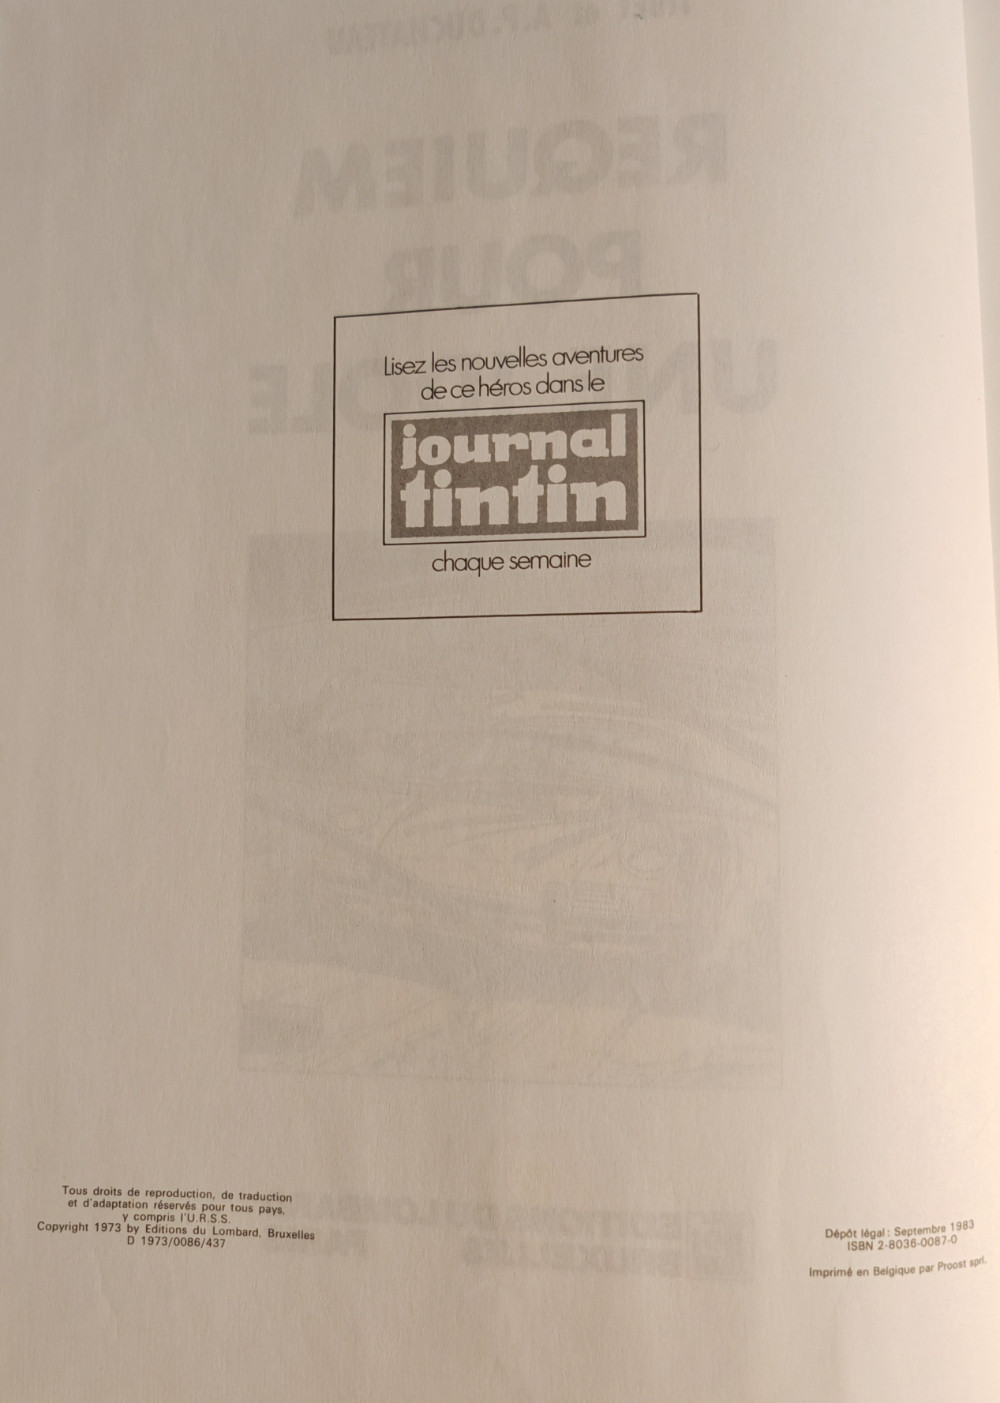 Lisez les nouvelles aventures
de ce héros dans le
journal
tintin
chaque semaine
Tous droits de reproduction, de traduction
et d'adaptation réservés pour tous pays,
y compris l'U.R.S.S.
Copyright 1973 by Editions du Lombard, Bruxelles
D 1973/0086/437
Dépôt légal : Septembre 1983
ISBN 2-8036-0087-0
Imprimé en Belgique par Proost sprl.